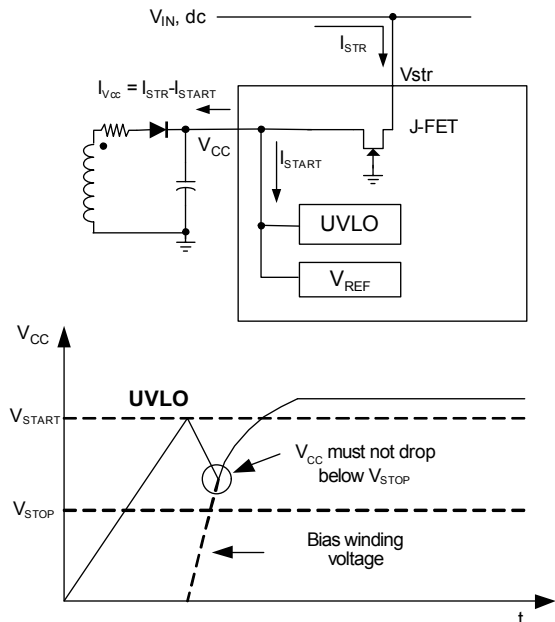 V_IN, dc
I_STR
Vstr
I_Vcc = I_STR-I_START
J-FET
V_CC
I_START
UVLO
V_REF
V_CC
UVLO
V_START
V_CC must not drop
below V_STOP
V_STOP
Bias winding
voltage
t